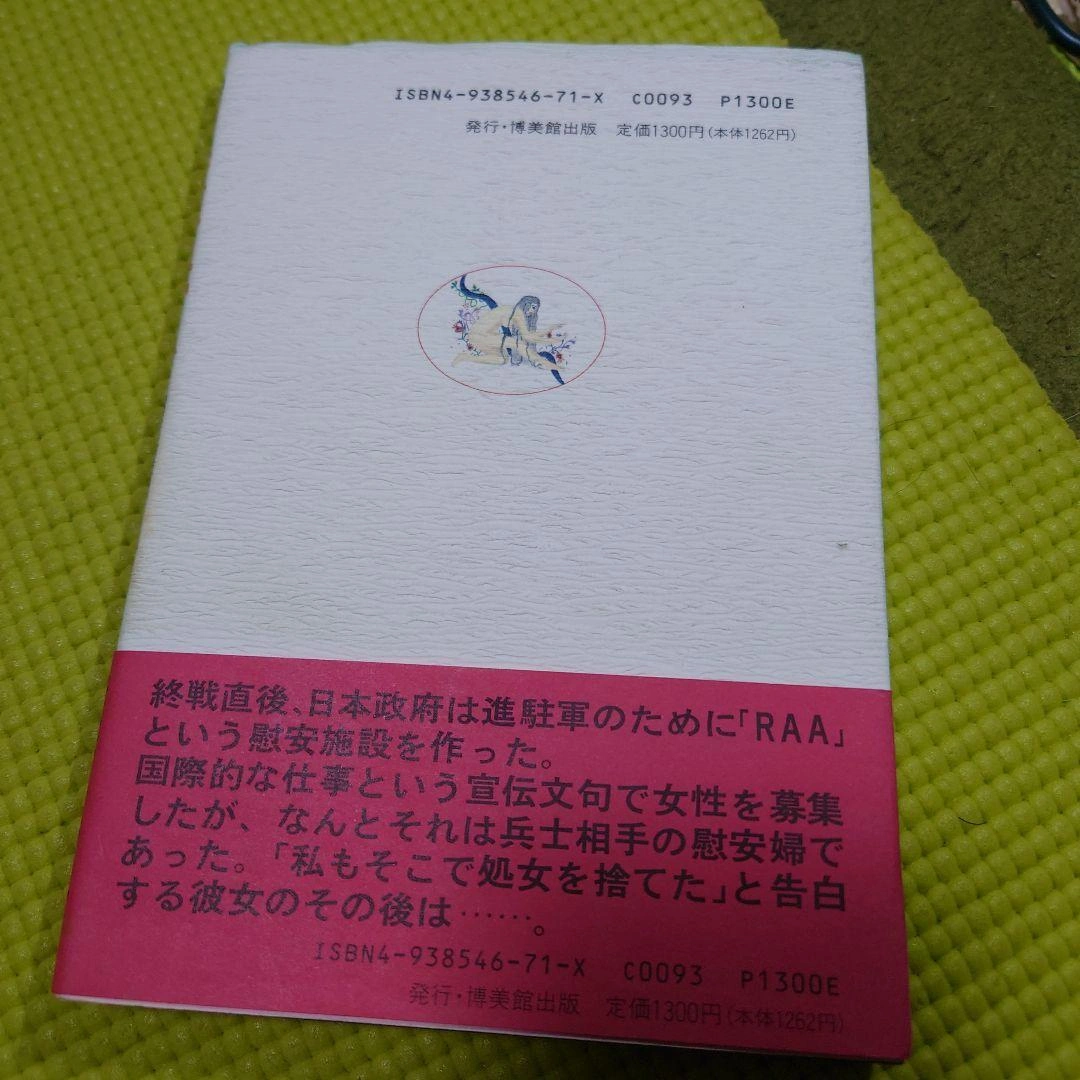 ISBN4-938546-71-X C0093 P1300E
発行・博美館出版 定価1300円(本体1262円)
終戦直後、日本政府は進駐軍のために「RAA」
という慰安施設を作った。
国際的な仕事という宣伝文句で女性を募集
したが、なんとそれは兵士相手の慰安婦で
あった。「私もそこで処女を捨てた」と告白
する彼女のその後は……。
ISBN4-938546-71-X C0093 P1300E
発行・博美館出版 定価1300円(本体1262円)